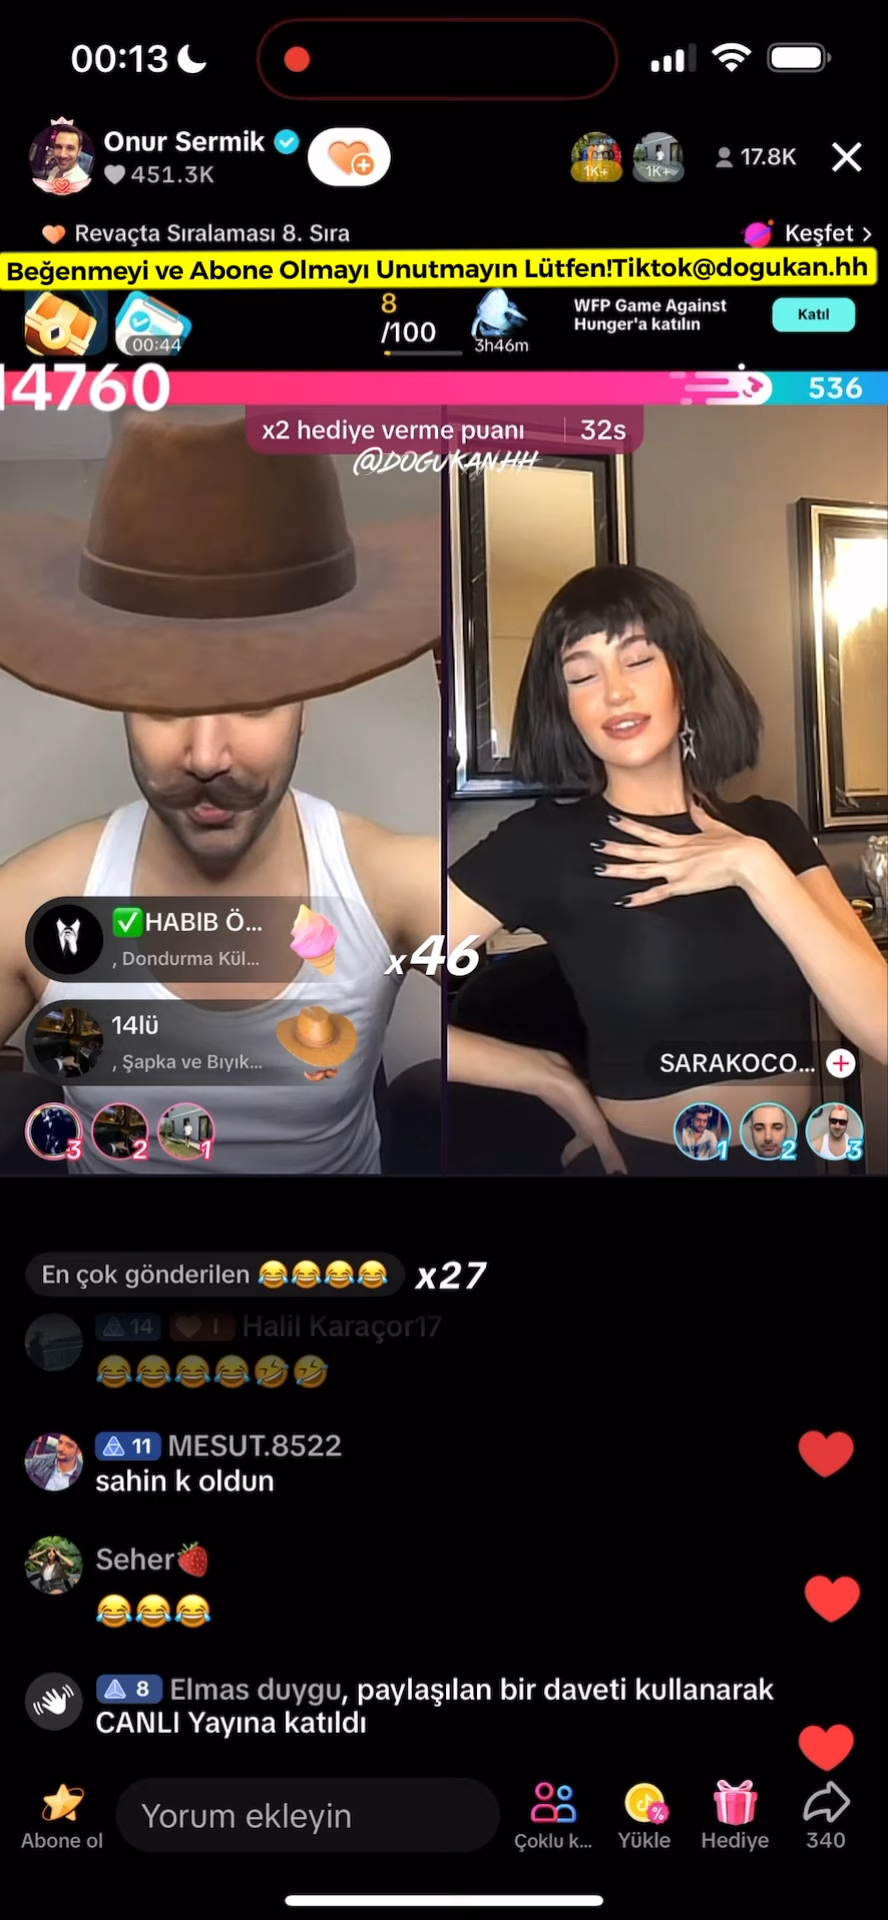 00:13
Onur Sermik
451.3K
1K+
1K+
17.8K
Revaçta Sıralaması 8. Sıra
Keşfet >
Beğenmeyi ve Abone Olmayı Unutmayın Lütfen!Tiktok@dogukan.hh
00:44
8
/100
3h46m
WFP Game Against
Hunger'a katılın
Katıl
14760
536
x2 hediye verme puanı
32s
@DOGUKAN.HH
HABIB Ö...
, Dondurma Kül...
x46
14lü
, Şapka ve Bıyık...
SARAKOCO...
3
2
1
1
2
3
En çok gönderilen 😂😂😂😂 x27
14 1 Halil Karaçor17
😂😂😂😂🤣🤣
11 MESUT.8522
sahin k oldun
Seher🍓
😂😂😂
8 Elmas duygu, paylaşılan bir daveti kullanarak
CANLI Yayına katıldı
Abone ol
Yorum ekleyin
Çoklu k...
Yükle
Hediye
340